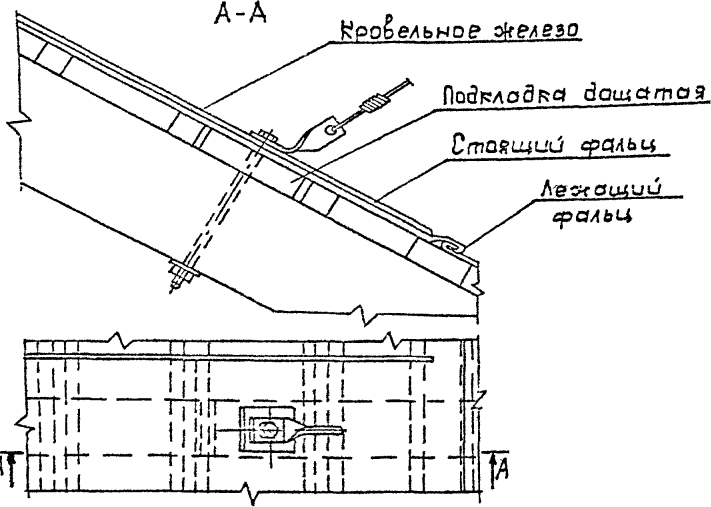 А-А
Кровельное железо
Подкладка дощатая
Стоящий фальц
Лежащий
фальц
А
А